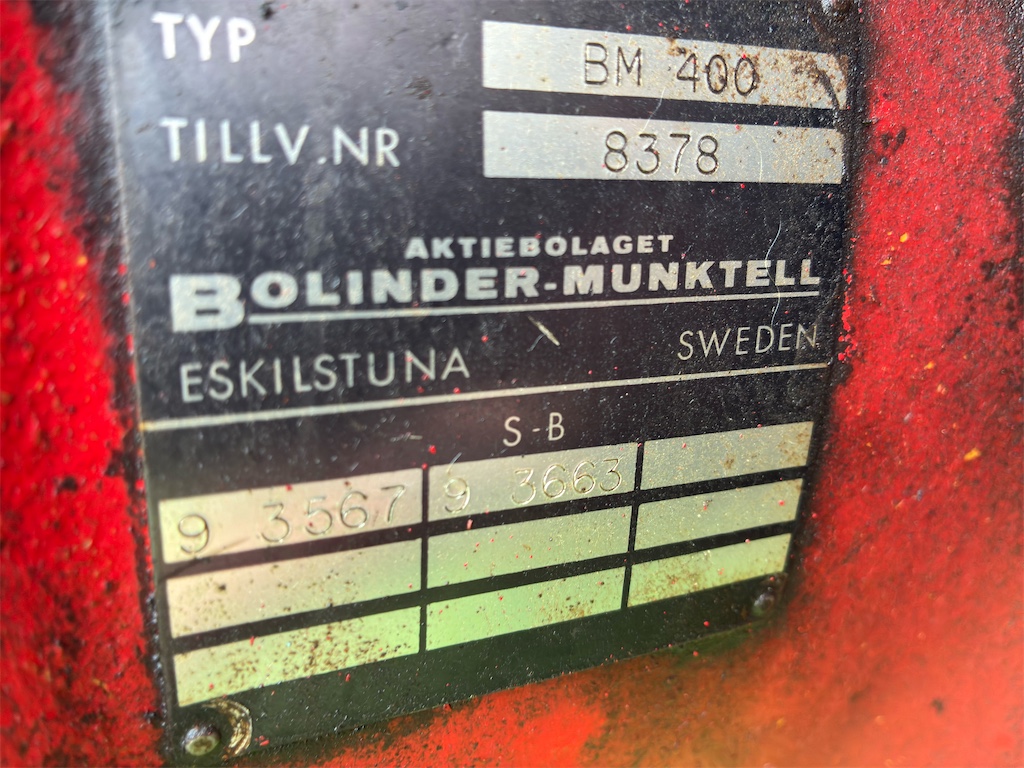 TYP BM 400
TILLV.NR 8378
AKTIEBOLAGET
BOLINDER-MUNKTELL
ESKILSTUNA SWEDEN
S-B
9 3567 9 3663